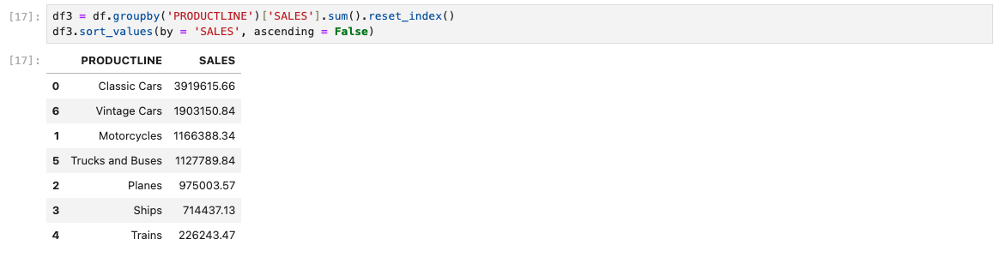 [17]: df3 = df.groupby('PRODUCTLINE')['SALES'].sum().reset_index()
df3.sort_values(by = 'SALES', ascending = False)
[17]: PRODUCTLINE SALES
0 Classic Cars 3919615.66
6 Vintage Cars 1903150.84
1 Motorcycles 1166388.34
5 Trucks and Buses 1127789.84
2 Planes 975003.57
3 Ships 714437.13
4 Trains 226243.47